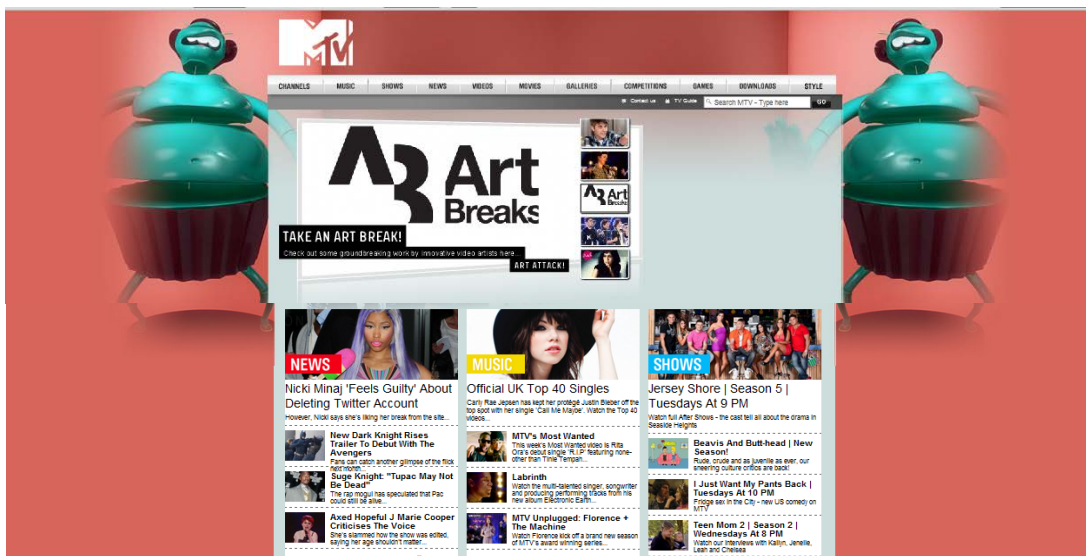 MTV
CHANNELS MUSIC SHOWS NEWS VIDEOS MOVIES GALLERIES COMPETITIONS GAMES DOWNLOADS STYLE
Contact us TV Guide Search MTV - Type here GO
AB Art
Breaks
Art
Breaks
TAKE AN ART BREAK!
Check out some groundbreaking work by innovative video artists here...
ART ATTACK!
NEWS
Nicki Minaj 'Feels Guilty' About
Deleting Twitter Account
However, Nicki says she's liking her break from the site...
New Dark Knight Rises
Trailer To Debut With The
Avengers
Fans can catch another glimpse of the flick
next month...
Suge Knight: "Tupac May Not
Be Dead"
The rap mogul has speculated that Pac
could still be alive...
Axed Hopeful J Marie Cooper
Criticises The Voice
She's slammed how the show was edited,
saying her age shouldn't matter...
MUSIC
Official UK Top 40 Singles
Carly Rae Jepsen has kept her protégé Justin Bieber off the
top spot with her single 'Call Me Maybe'. Watch the Top 40
videos...
MTV's Most Wanted
This week's Most Wanted video is Rita
Ora's debut single 'R.I.P' featuring none-
other than Tinie Tempah...
Labrinth
Watch the multi-talented singer, songwriter
and producing performing tracks from his
new album Electronic Earth...
MTV Unplugged: Florence +
The Machine
Watch Florence kick off a brand new season
of MTV's award winning series...
SHOWS
Jersey Shore | Season 5 |
Tuesdays At 9 PM
Watch full After Shows - the cast tell all about the drama in
Seaside Heights
Beavis And Butt-head | New
Season!
Rude, crude and as juvenile as ever, our
sneering culture critics are back!
I Just Want My Pants Back |
Tuesdays At 10 PM
Fridge sex in the City - new US comedy on
MTV
Teen Mom 2 | Season 2 |
Wednesdays At 8 PM
Watch our interviews with Kailyn, Jenelle,
Leah and Chelsea